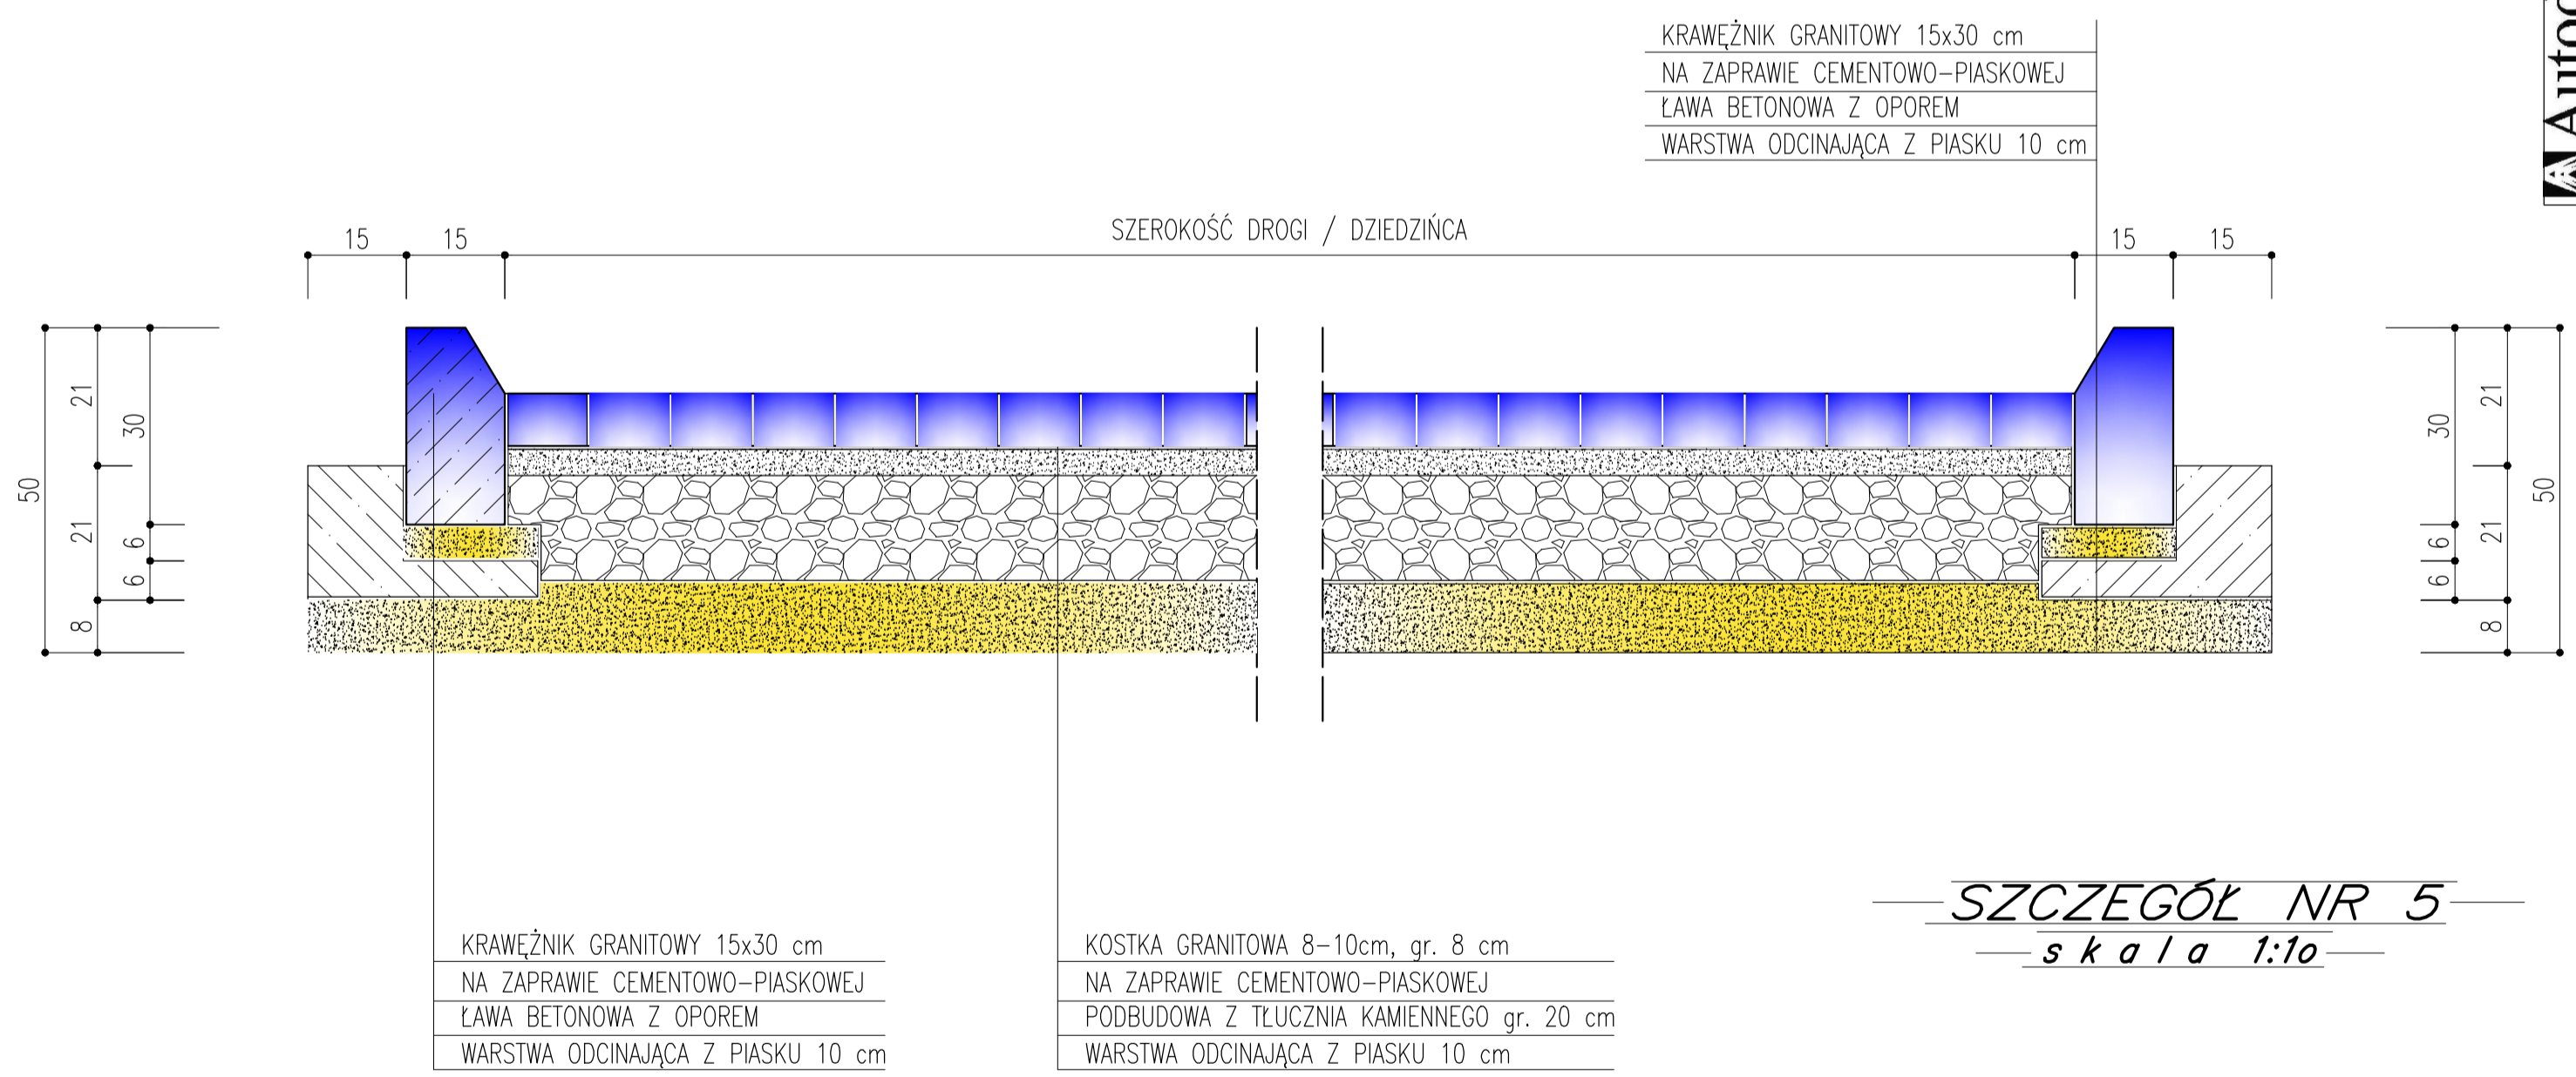 KRAWĘŻNIK GRANITOWY 15x30 cm
NA ZAPRAWIE CEMENTOWO-PIASKOWEJ
ŁAWA BETONOWA Z OPOREM
WARSTWA ODCINAJĄCA Z PIASKU 10 cm
SZEROKOŚĆ DROGI / DZIEDZIŃCA
15 15 15 15
50 21 21 8 30 6 6
30 6 6 21 21 8 50
KRAWĘŻNIK GRANITOWY 15x30 cm
NA ZAPRAWIE CEMENTOWO-PIASKOWEJ
ŁAWA BETONOWA Z OPOREM
WARSTWA ODCINAJĄCA Z PIASKU 10 cm
KOSTKA GRANITOWA 8-10cm, gr. 8 cm
NA ZAPRAWIE CEMENTOWO-PIASKOWEJ
PODBUDOWA Z TŁUCZNIA KAMIENNEGO gr. 20 cm
WARSTWA ODCINAJĄCA Z PIASKU 10 cm
SZCZEGÓŁ NR 5
skala 1:10